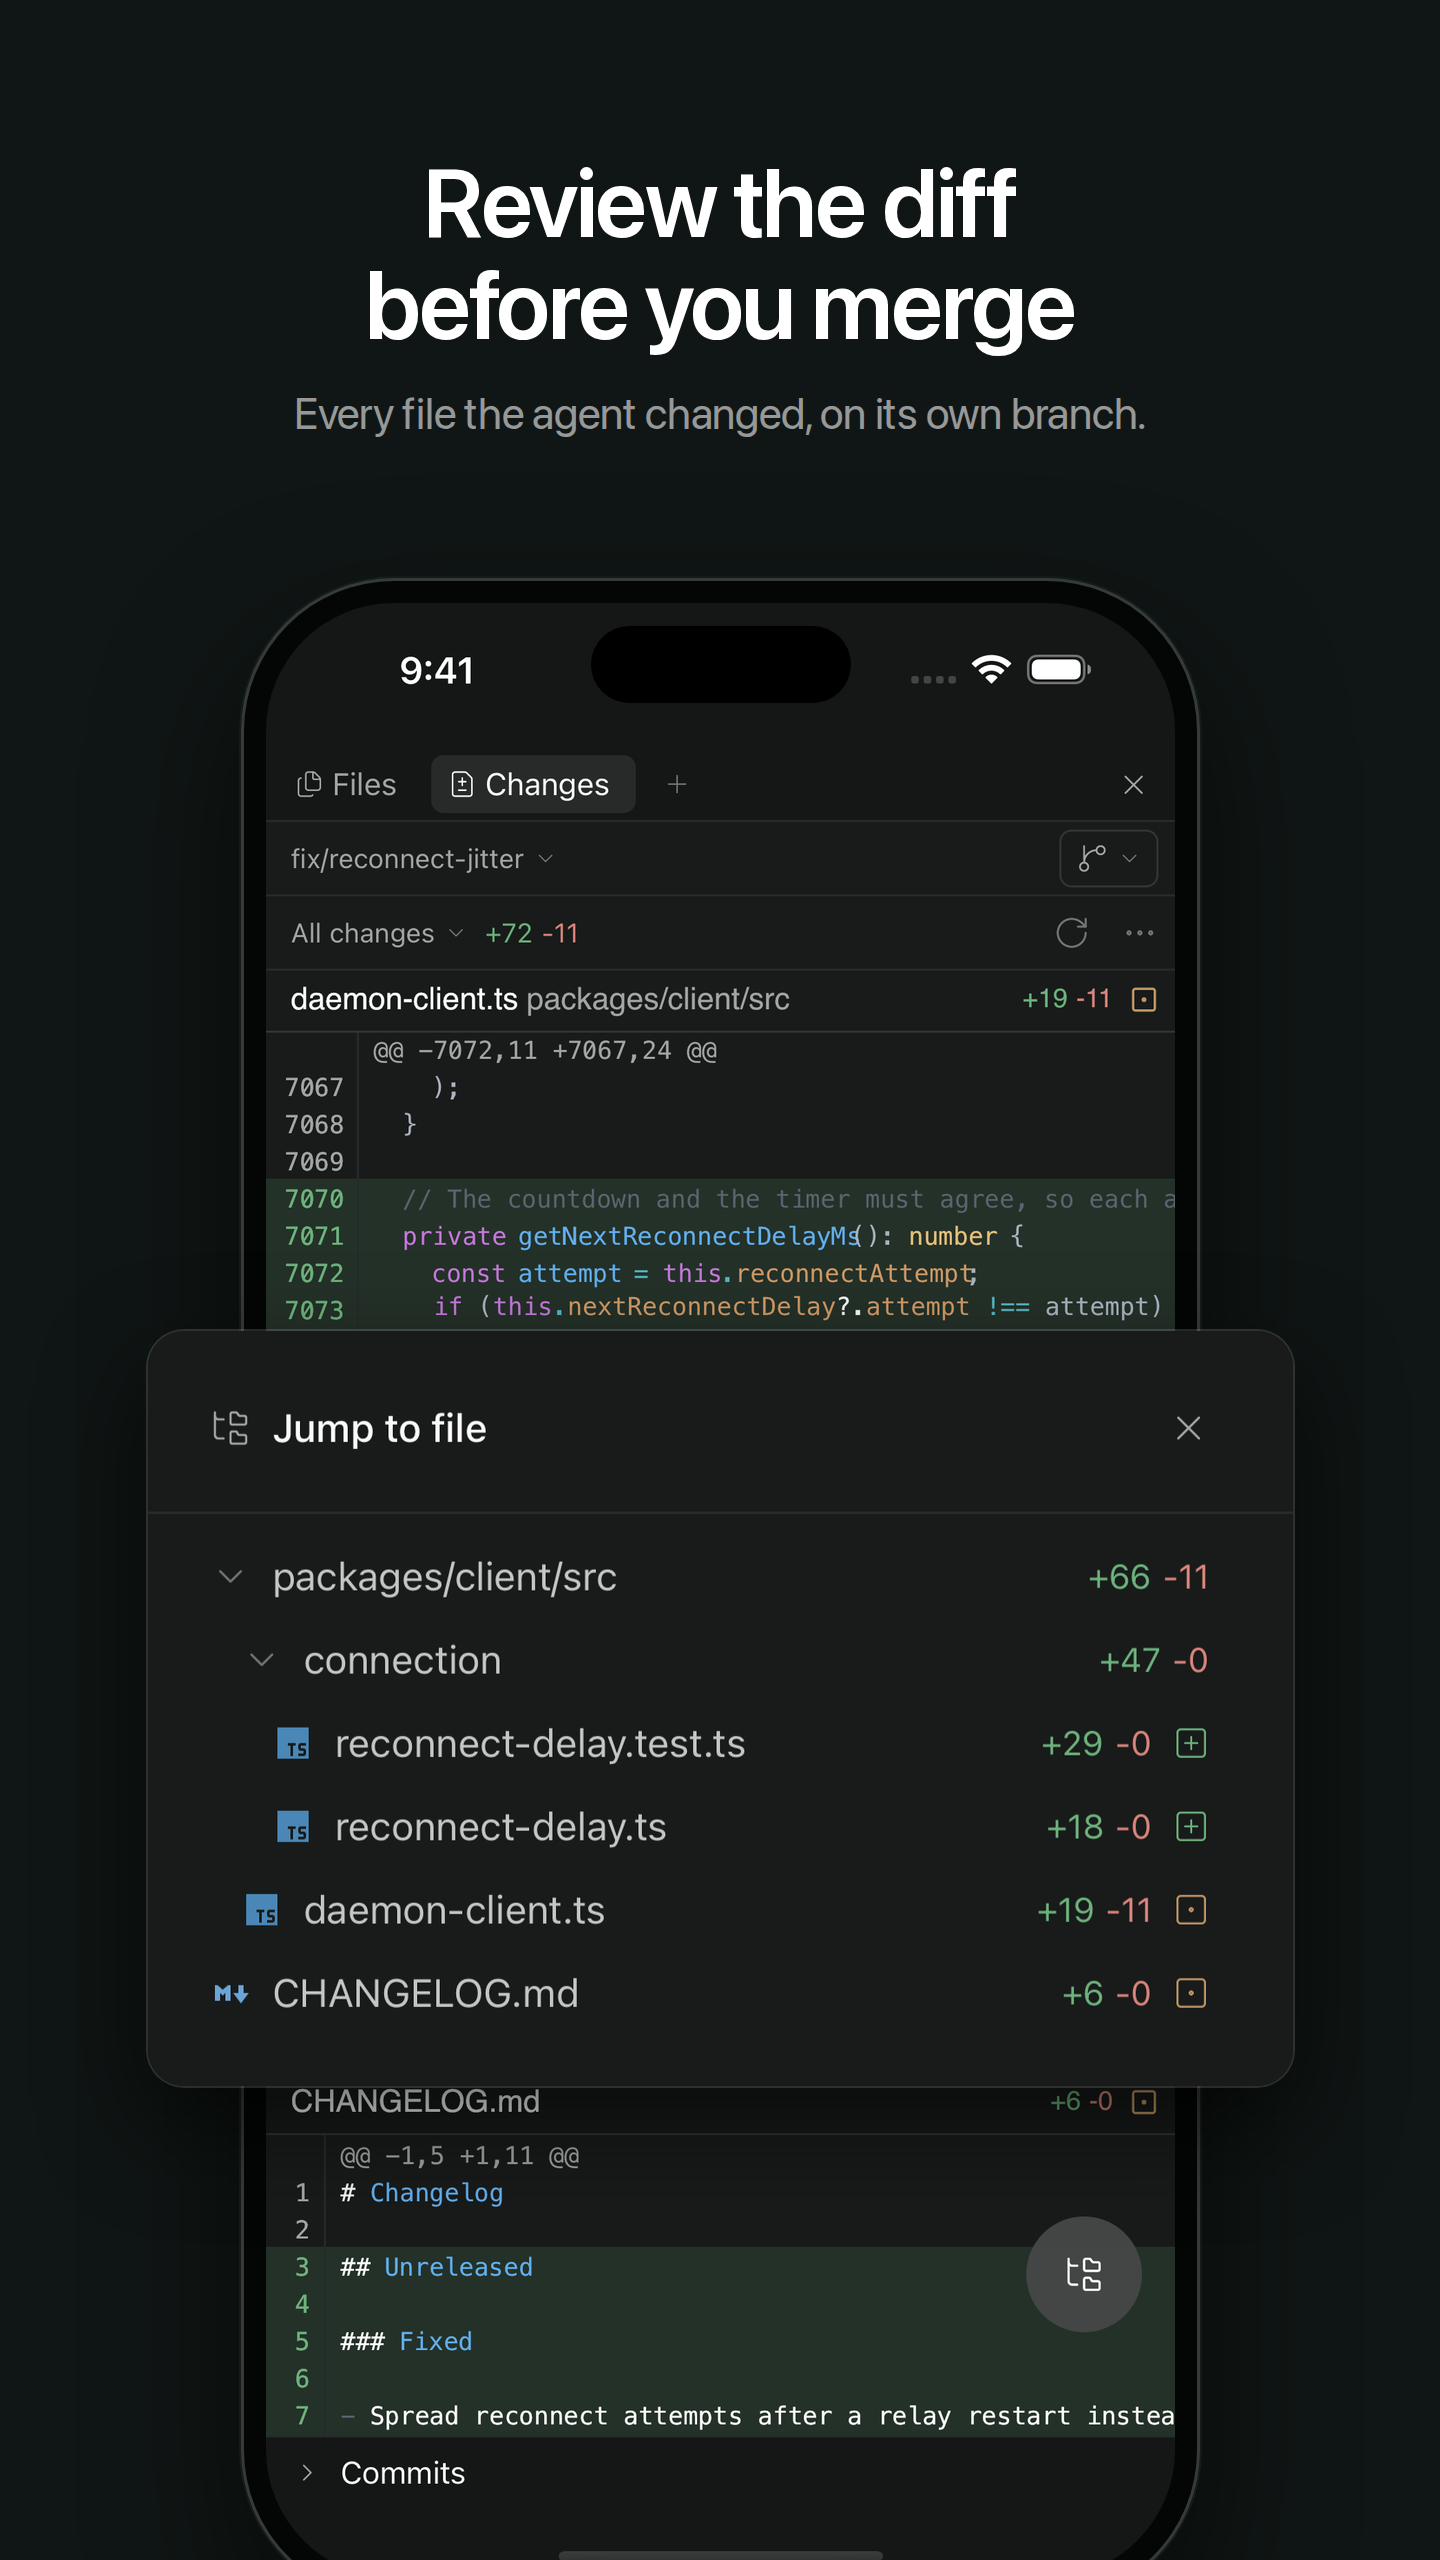 Review the diff
before you merge
Every file the agent changed, on its own branch.
9:41
Files
Changes
fix/reconnect-jitter
All changes +72 -11
daemon-client.ts packages/client/src +19 -11
@@ -7072,11 +7067,24 @@
7067 );
7068 }
7069
7070 // The countdown and the timer must agree, so each a
7071 private getNextReconnectDelayMs(): number {
7072 const attempt = this.reconnectAttempt;
7073 if (this.nextReconnectDelay?.attempt !== attempt)
Jump to file
packages/client/src +66 -11
connection +47 -0
TS reconnect-delay.test.ts +29 -0
TS reconnect-delay.ts +18 -0
TS daemon-client.ts +19 -11
M CHANGELOG.md +6 -0
CHANGELOG.md +6 -0
@@ -1,5 +1,11 @@
1 # Changelog
2
3 ## Unreleased
4
5 ### Fixed
6
7 - Spread reconnect attempts after a relay restart instea
Commits